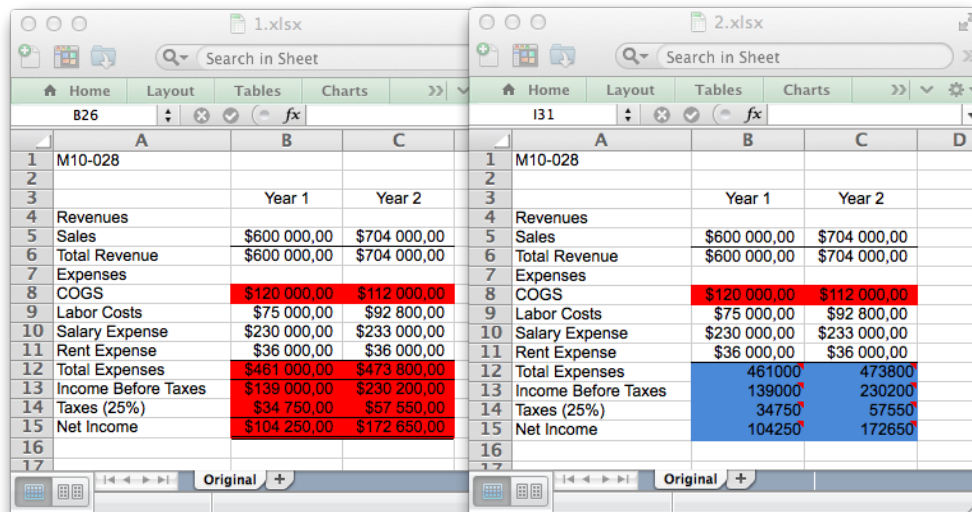 1.xlsx
Search in Sheet
Home Layout Tables Charts
B26 fx
A B C
1 M10-028
2
3 Year 1 Year 2
4 Revenues
5 Sales $600 000,00 $704 000,00
6 Total Revenue $600 000,00 $704 000,00
7 Expenses
8 COGS $120 000,00 $112 000,00
9 Labor Costs $75 000,00 $92 800,00
10 Salary Expense $230 000,00 $233 000,00
11 Rent Expense $36 000,00 $36 000,00
12 Total Expenses $461 000,00 $473 800,00
13 Income Before Taxes $139 000,00 $230 200,00
14 Taxes (25%) $34 750,00 $57 550,00
15 Net Income $104 250,00 $172 650,00
16
17
Original +
2.xlsx
Search in Sheet
Home Layout Tables Charts
I31 fx
A B C D
1 M10-028
2
3 Year 1 Year 2
4 Revenues
5 Sales $600 000,00 $704 000,00
6 Total Revenue $600 000,00 $704 000,00
7 Expenses
8 COGS $120 000,00 $112 000,00
9 Labor Costs $75 000,00 $92 800,00
10 Salary Expense $230 000,00 $233 000,00
11 Rent Expense $36 000,00 $36 000,00
12 Total Expenses 461000 473800
13 Income Before Taxes 139000 230200
14 Taxes (25%) 34750 57550
15 Net Income 104250 172650
16
17
Original +